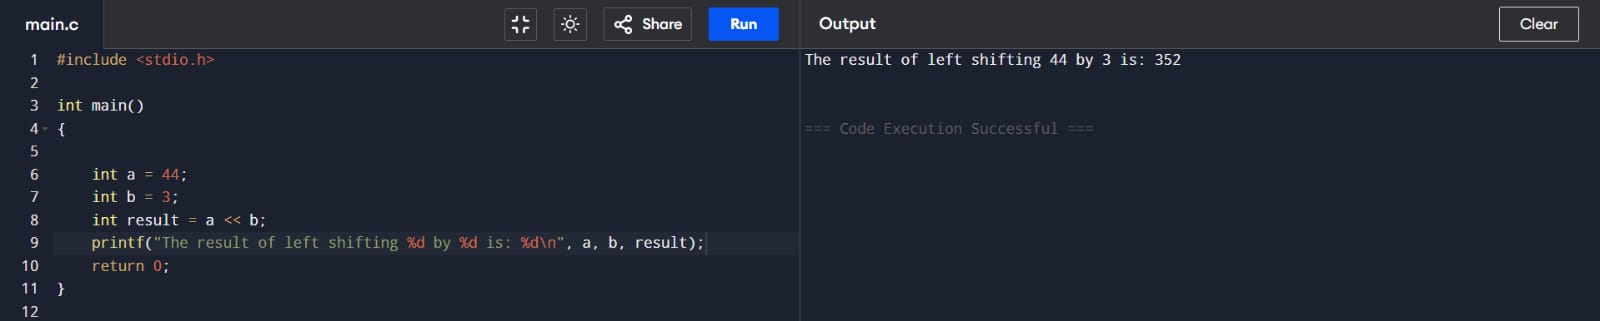 main.c Share Run Output Clear
1 #include <stdio.h>
2
3 int main()
4 {
5
6     int a = 44;
7     int b = 3;
8     int result = a << b;
9     printf("The result of left shifting %d by %d is: %d\n", a, b, result);
10     return 0;
11 }
12
The result of left shifting 44 by 3 is: 352
=== Code Execution Successful ===